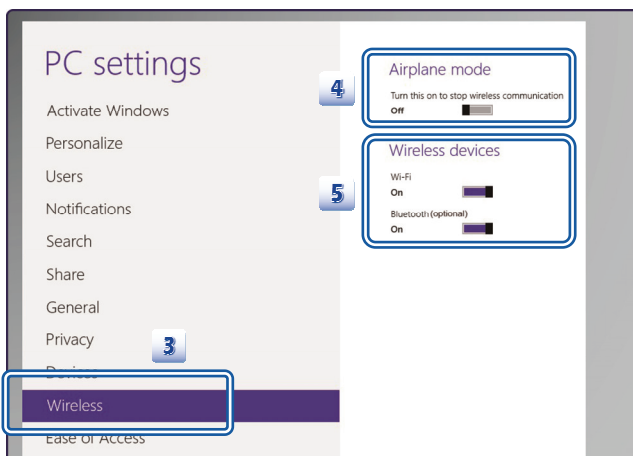 PC settings
Activate Windows
Personalize
Users
Notifications
Search
Share
General
Privacy
3
Devices
Wireless
Ease of Access
4
Airplane mode
Turn this on to stop wireless communication
Off
5
Wireless devices
Wi-Fi
On
Bluetooth (optional)
On